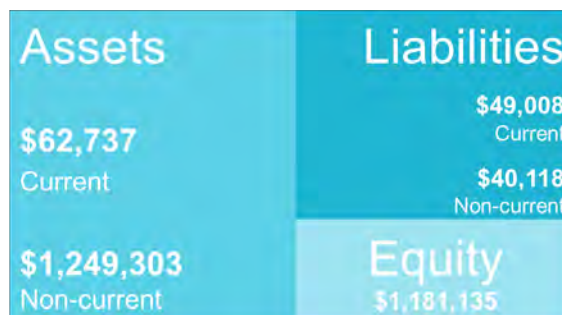 Assets
$62,737
Current
$1,249,303
Non-current
Liabilities
$49,008
Current
$40,118
Non-current
Equity
$1,181,135